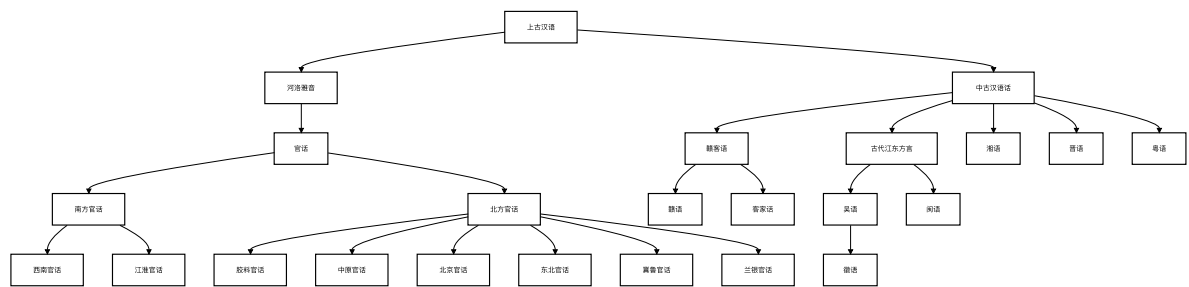 上古汉语
河洛雅音
中古汉语话
官话
赣客语
古代江东方言
湘语
晋语
粤语
南方官话
北方官话
赣语
客家话
吴语
闽语
西南官话
江淮官话
胶科官话
中原官话
北京官话
东北官话
冀鲁官话
兰银官话
徽语